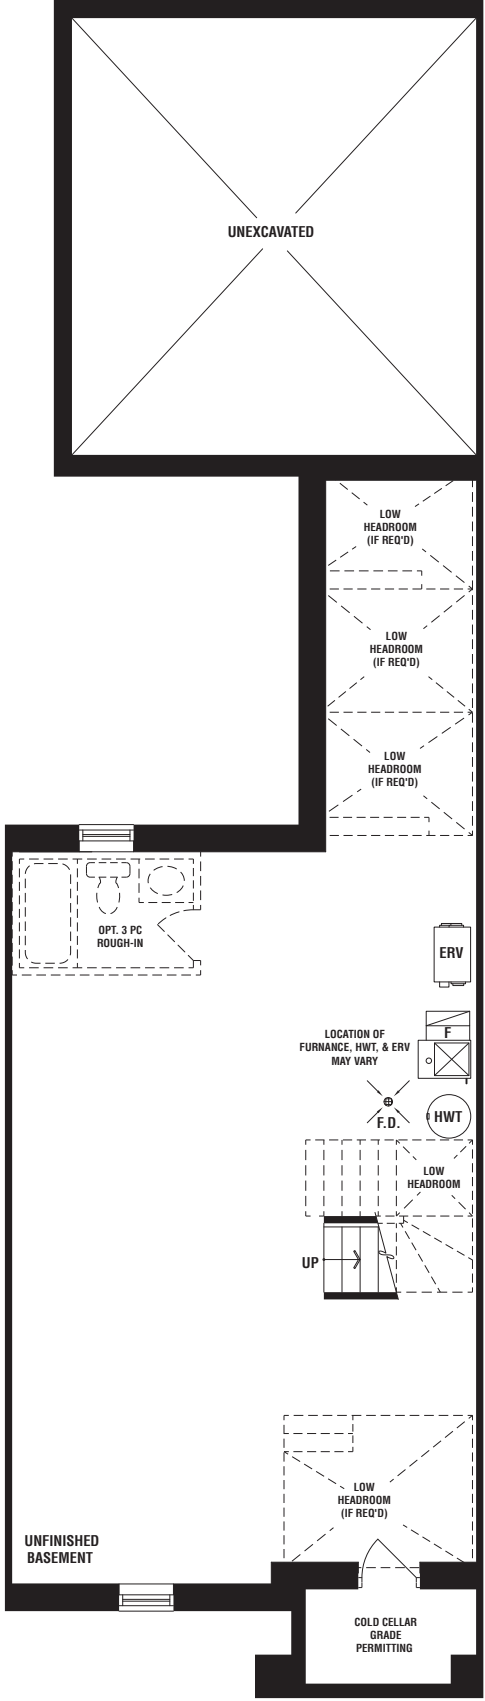 UNEXCAVATED
LOW
HEADROOM
(IF REQ'D)
LOW
HEADROOM
(IF REQ'D)
LOW
HEADROOM
(IF REQ'D)
OPT. 3 PC
ROUGH-IN
ERV
F
LOCATION OF
FURNANCE, HWT, & ERV
MAY VARY
F.D.
HWT
LOW
HEADROOM
UP
LOW
HEADROOM
(IF REQ'D)
UNFINISHED
BASEMENT
COLD CELLAR
GRADE
PERMITTING